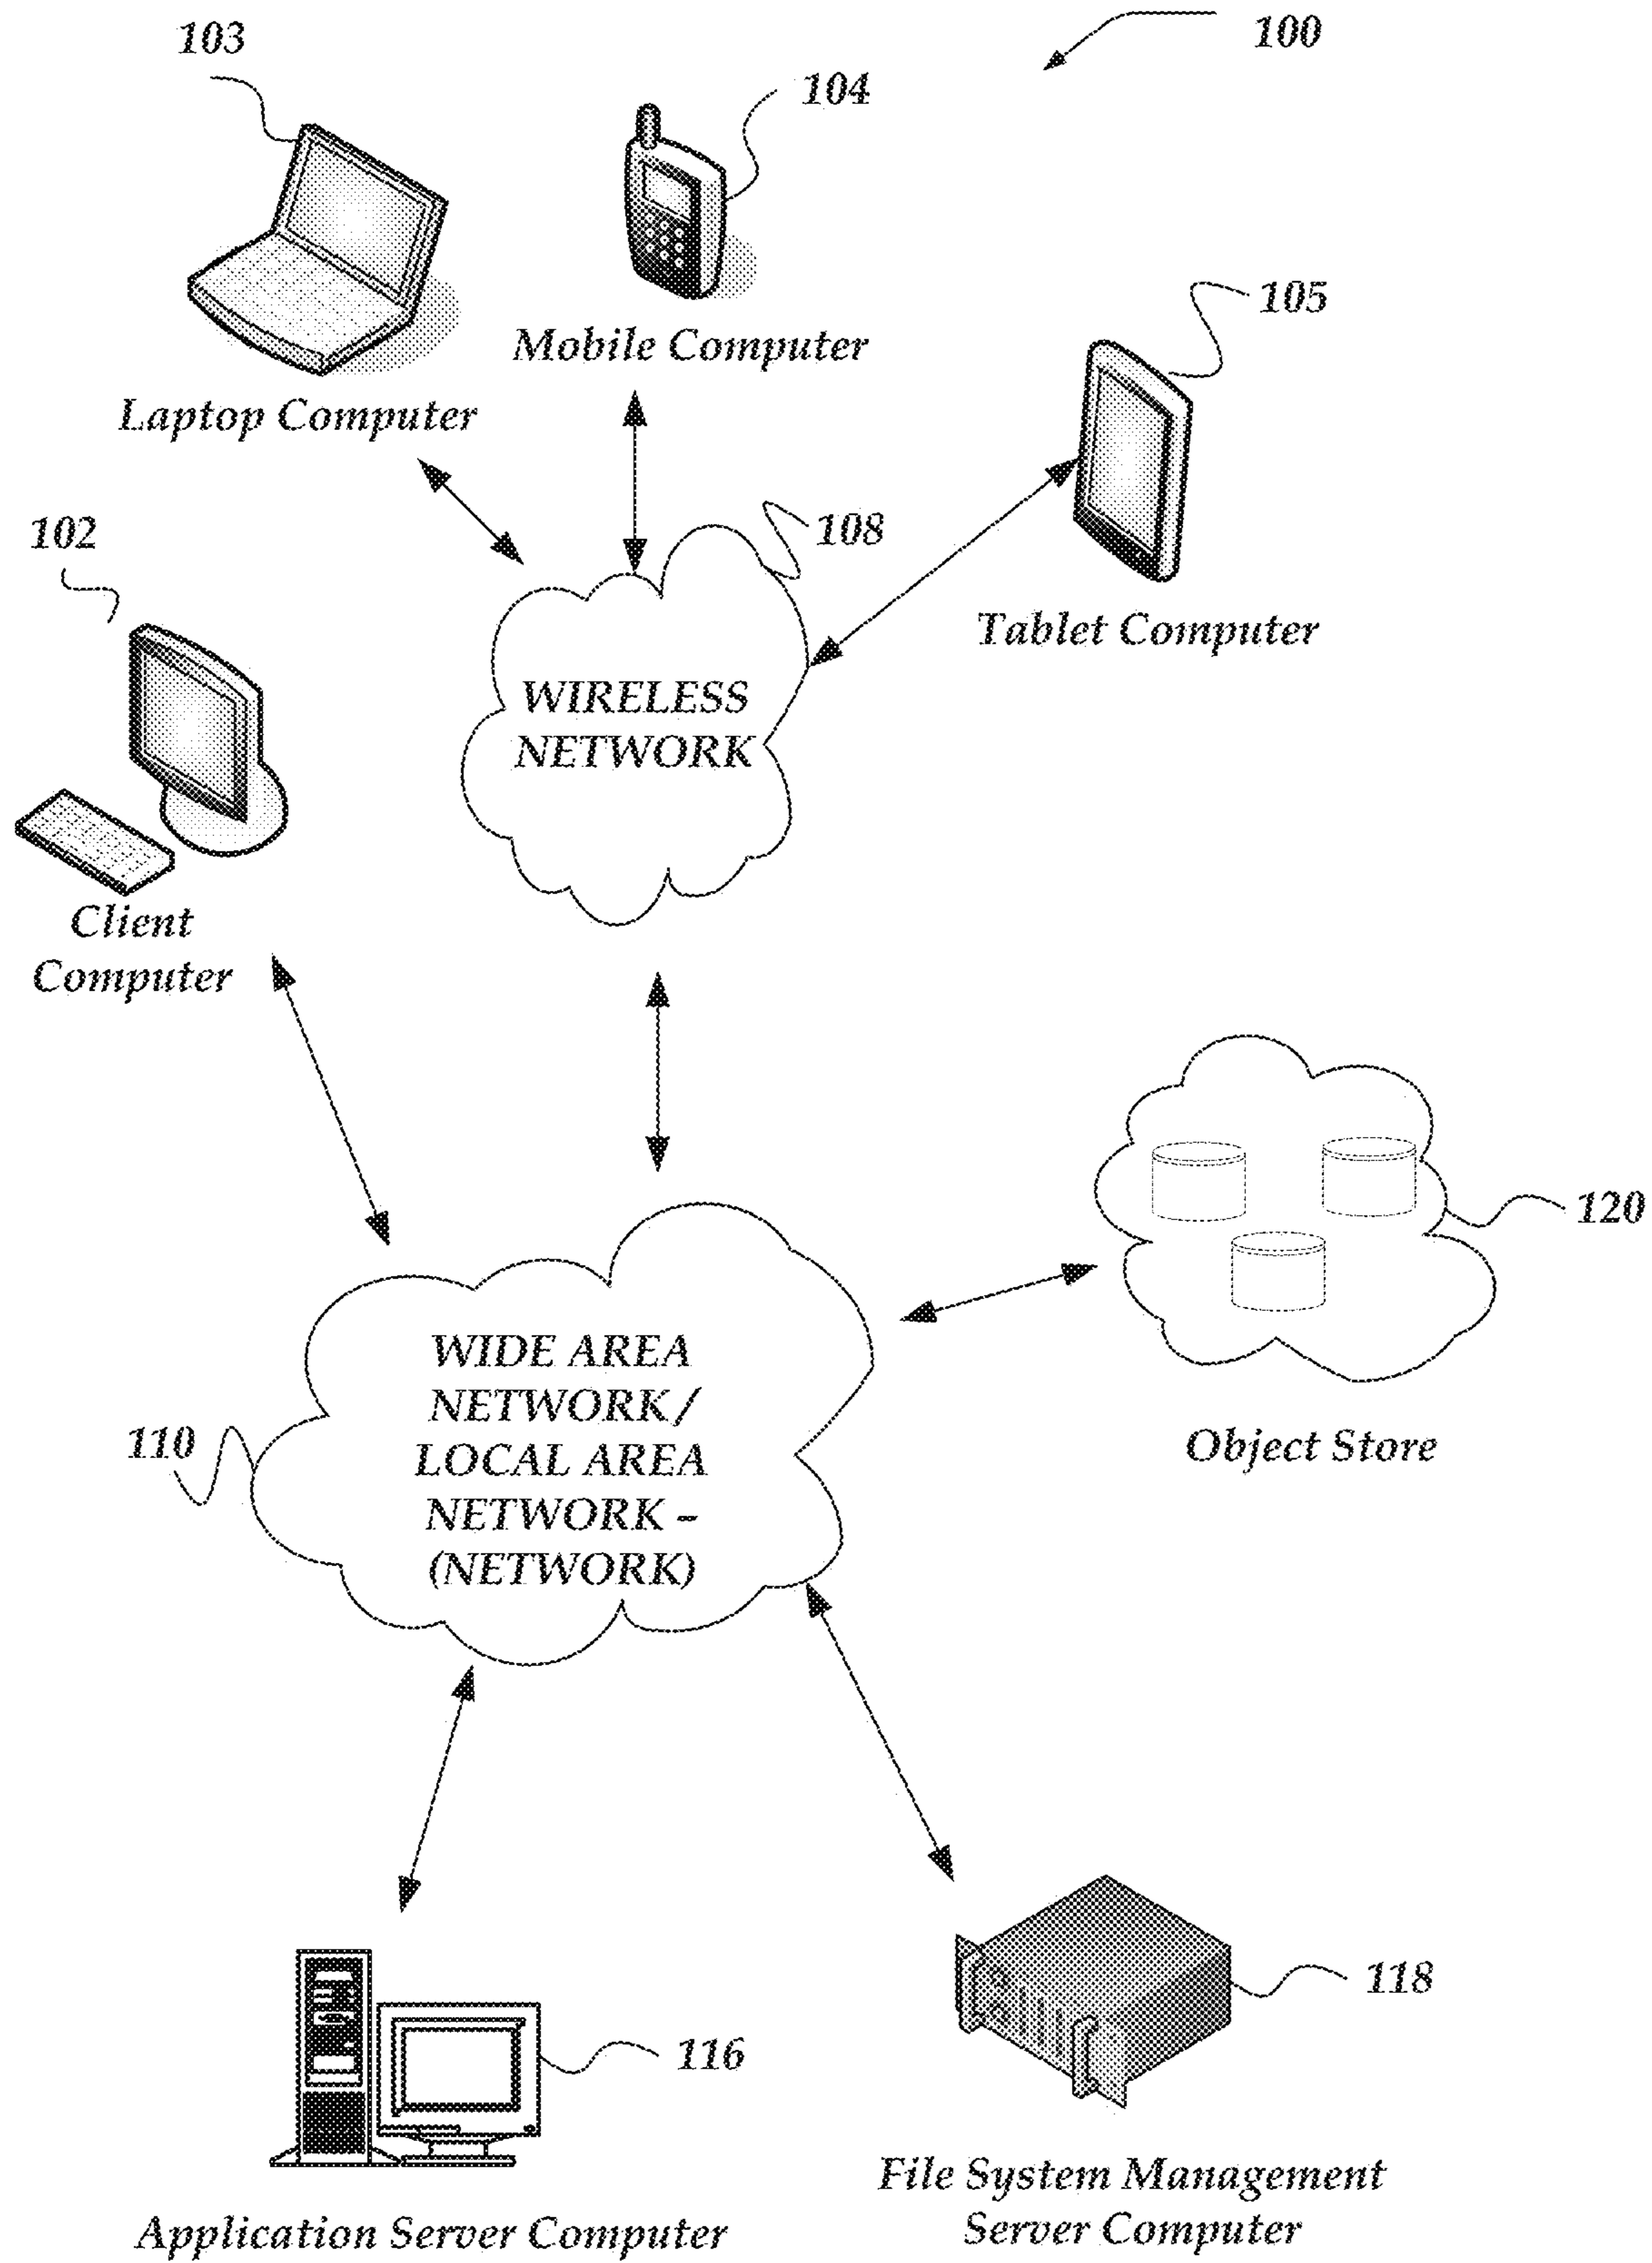 103
100
104
105
Mobile Computer
Laptop Computer
108
102
Tablet Computer
WIRELESS
NETWORK
Client
Computer
120
WIDE AREA
NETWORK /
LOCAL AREA
NETWORK –
(NETWORK)
110
Object Store
118
116
File System Management
Server Computer
Application Server Computer